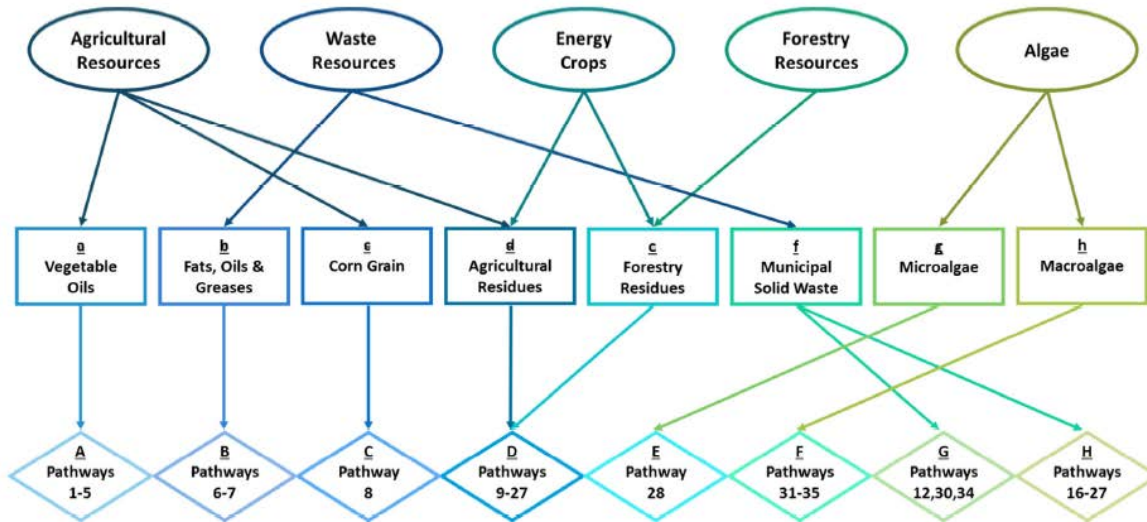 Agricultural
Resources
Waste
Resources
Energy
Crops
Forestry
Resources
Algae
a
Vegetable
Oils
b
Fats, Oils &
Greases
c
Corn Grain
d
Agricultural
Residues
c
Forestry
Residues
f
Municipal
Solid Waste
g
Microalgae
h
Macroalgae
A
Pathways
1-5
B
Pathways
6-7
C
Pathway
8
D
Pathways
9-27
E
Pathway
28
F
Pathways
31-35
G
Pathways
12,30,34
H
Pathways
16-27